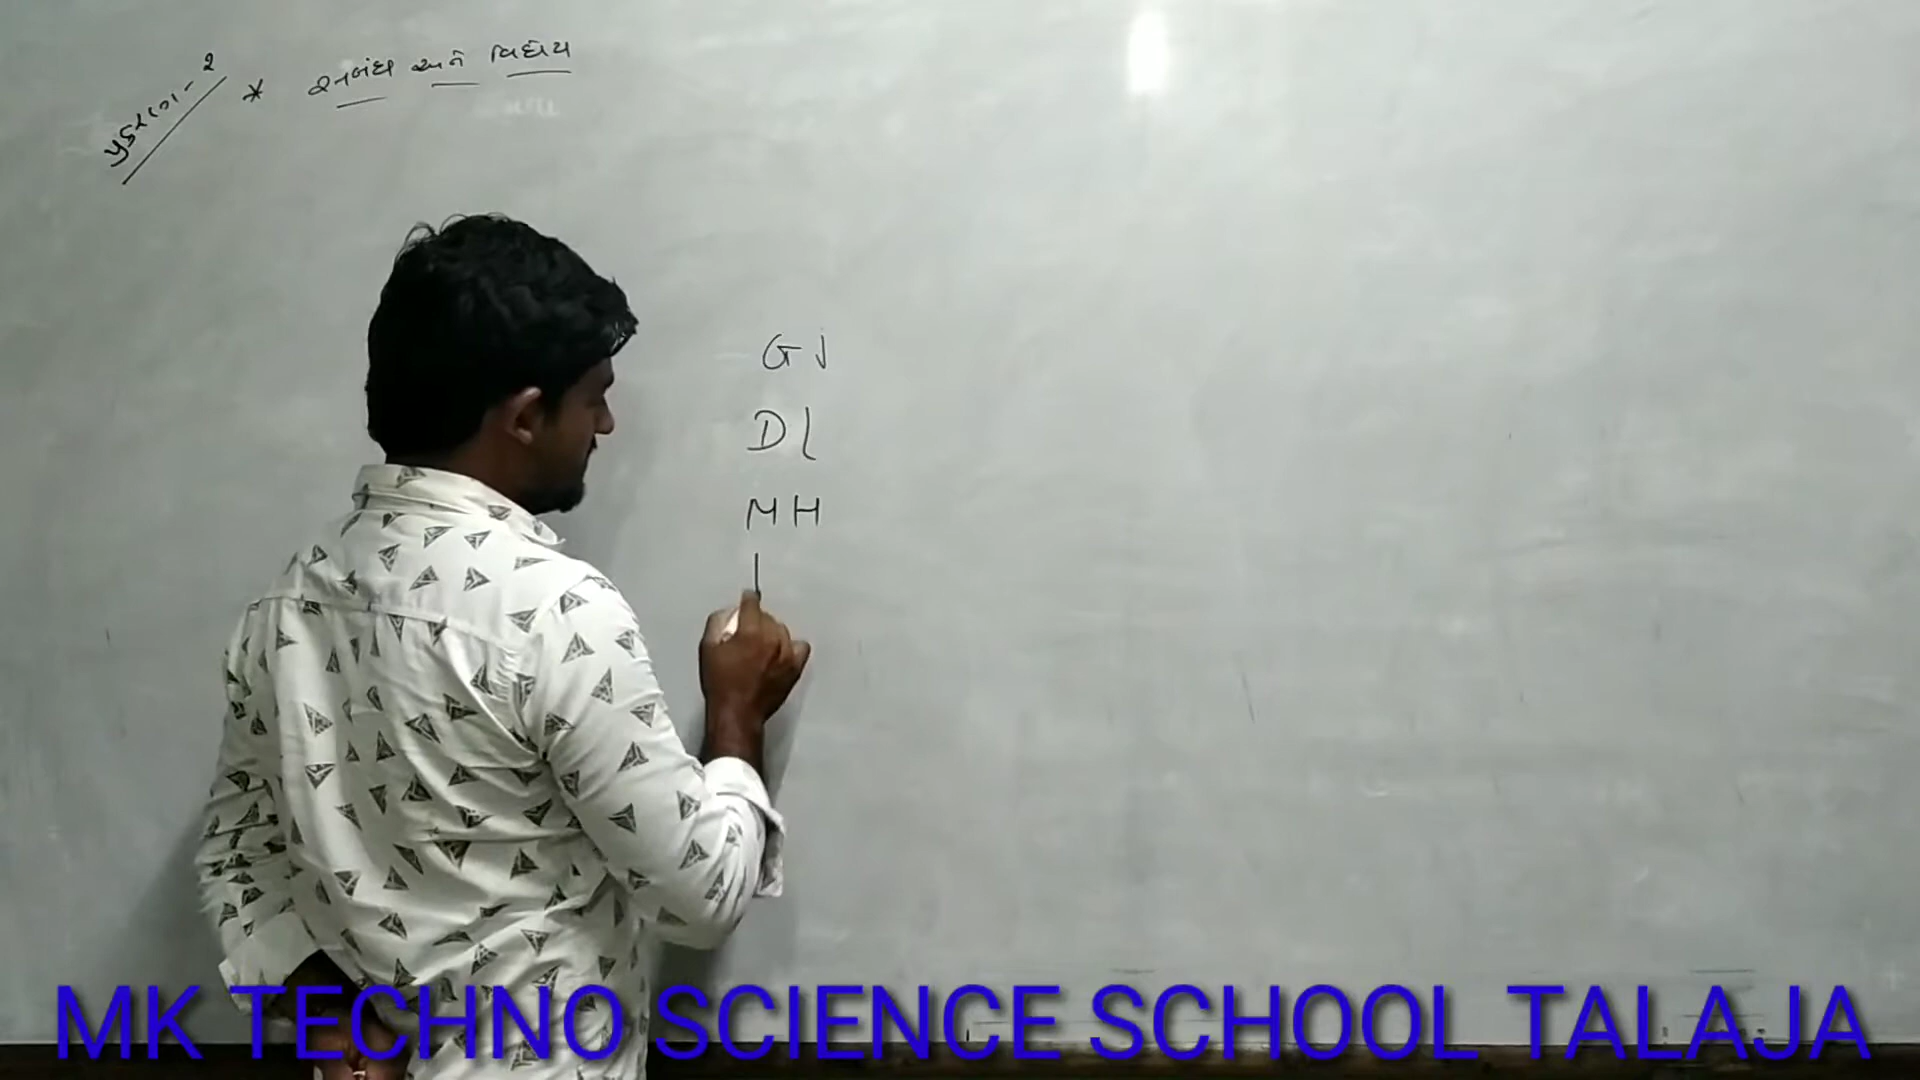 પ્રકરણ - 2
* સંબંધ અને વિધેય
GJ
DL
MH
MK TECHNO SCIENCE SCHOOL TALAJA